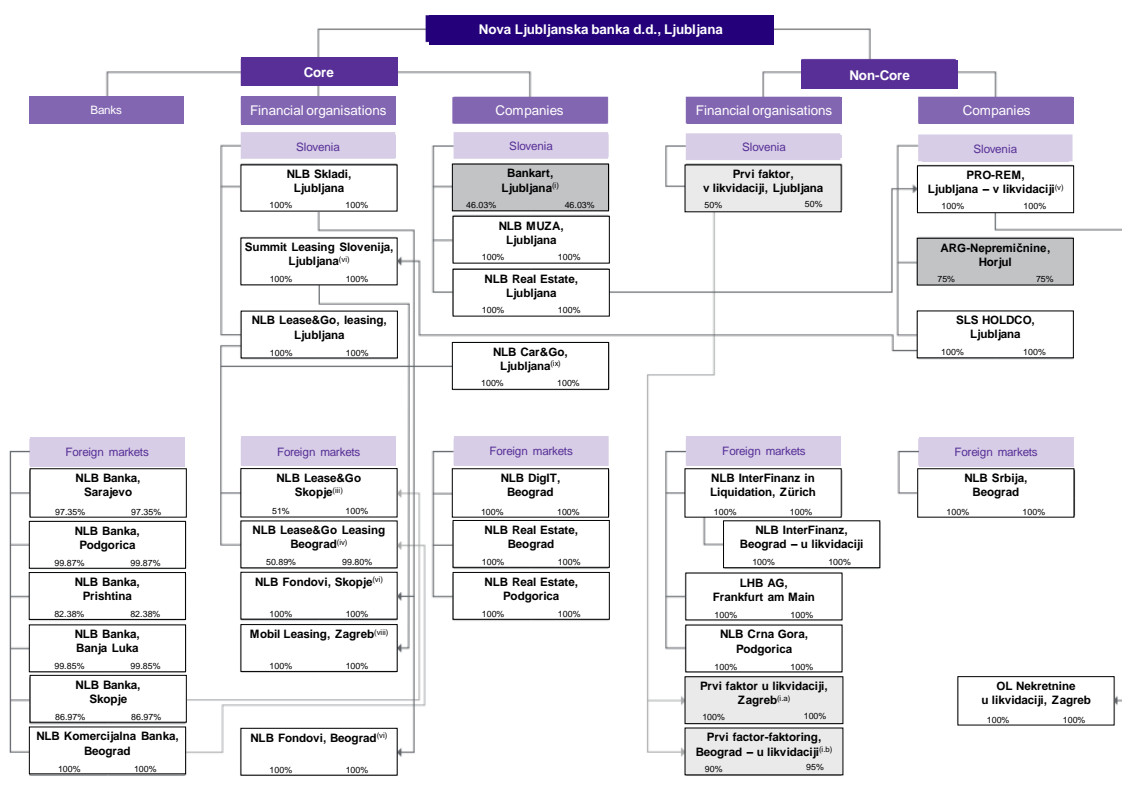 Nova Ljubljanska banka d.d., Ljubljana
Core
Non-Core
Banks
Financial organisations
Companies
Financial organisations
Companies
Slovenia
NLB Skladi,
Ljubljana
100% 100%
Summit Leasing Slovenija,
Ljubljana(vi)
100% 100%
NLB Lease&Go, leasing,
Ljubljana
100% 100%
Slovenia
Bankart,
Ljubljana(i)
46.03% 46.03%
NLB MUZA,
Ljubljana
100% 100%
NLB Real Estate,
Ljubljana
100% 100%
NLB Car&Go,
Ljubljana(ix)
100% 100%
Slovenia
Prvi faktor,
v likvidaciji, Ljubljana
50% 50%
Slovenia
PRO-REM,
Ljubljana – v likvidaciji(v)
100% 100%
ARG-Nepremičnine,
Horjul
75% 75%
SLS HOLDCO,
Ljubljana
100% 100%
Foreign markets
NLB Banka,
Sarajevo
97.35% 97.35%
NLB Banka,
Podgorica
99.87% 99.87%
NLB Banka,
Prishtina
82.38% 82.38%
NLB Banka,
Banja Luka
99.85% 99.85%
NLB Banka,
Skopje
86.97% 86.97%
NLB Komercijalna Banka,
Beograd
100% 100%
Foreign markets
NLB Lease&Go
Skopje(iii)
51% 100%
NLB Lease&Go Leasing
Beograd(iv)
50.89% 99.80%
NLB Fondovi, Skopje(vi)
100% 100%
Mobil Leasing, Zagreb(viii)
100% 100%
NLB Fondovi, Beograd(vi)
100% 100%
Foreign markets
NLB DigIT,
Beograd
100% 100%
NLB Real Estate,
Beograd
100% 100%
NLB Real Estate,
Podgorica
100% 100%
Foreign markets
NLB InterFinanz in
Liquidation, Zürich
100% 100%
NLB InterFinanz,
Beograd – u likvidaciji
100% 100%
LHB AG,
Frankfurt am Main
100% 100%
NLB Crna Gora,
Podgorica
100% 100%
Prvi faktor u likvidaciji,
Zagreb(i.a)
100% 100%
Prvi factor-faktoring,
Beograd – u likvidaciji(i.b)
90% 95%
Foreign markets
NLB Srbija,
Beograd
100% 100%
OL Nekretnine
u likvidaciji, Zagreb
100% 100%